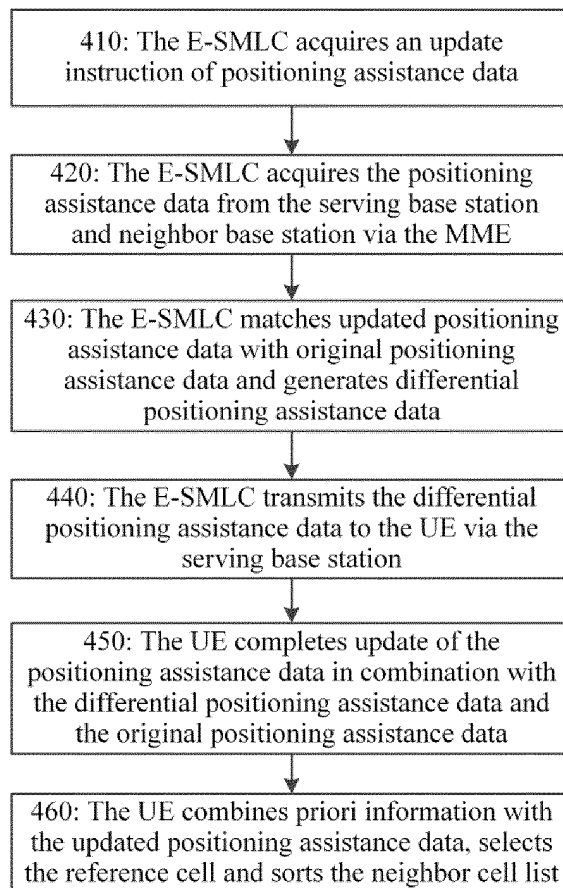 410: The E-SMLC acquires an update
instruction of positioning assistance data
420: The E-SMLC acquires the positioning
assistance data from the serving base station
and neighbor base station via the MME
430: The E-SMLC matches updated positioning
assistance data with original positioning
assistance data and generates differential
positioning assistance data
440: The E-SMLC transmits the differential
positioning assistance data to the UE via the
serving base station
450: The UE completes update of the
positioning assistance data in combination with
the differential positioning assistance data and
the original positioning assistance data
460: The UE combines priori information with
the updated positioning assistance data, selects
the reference cell and sorts the neighbor cell list